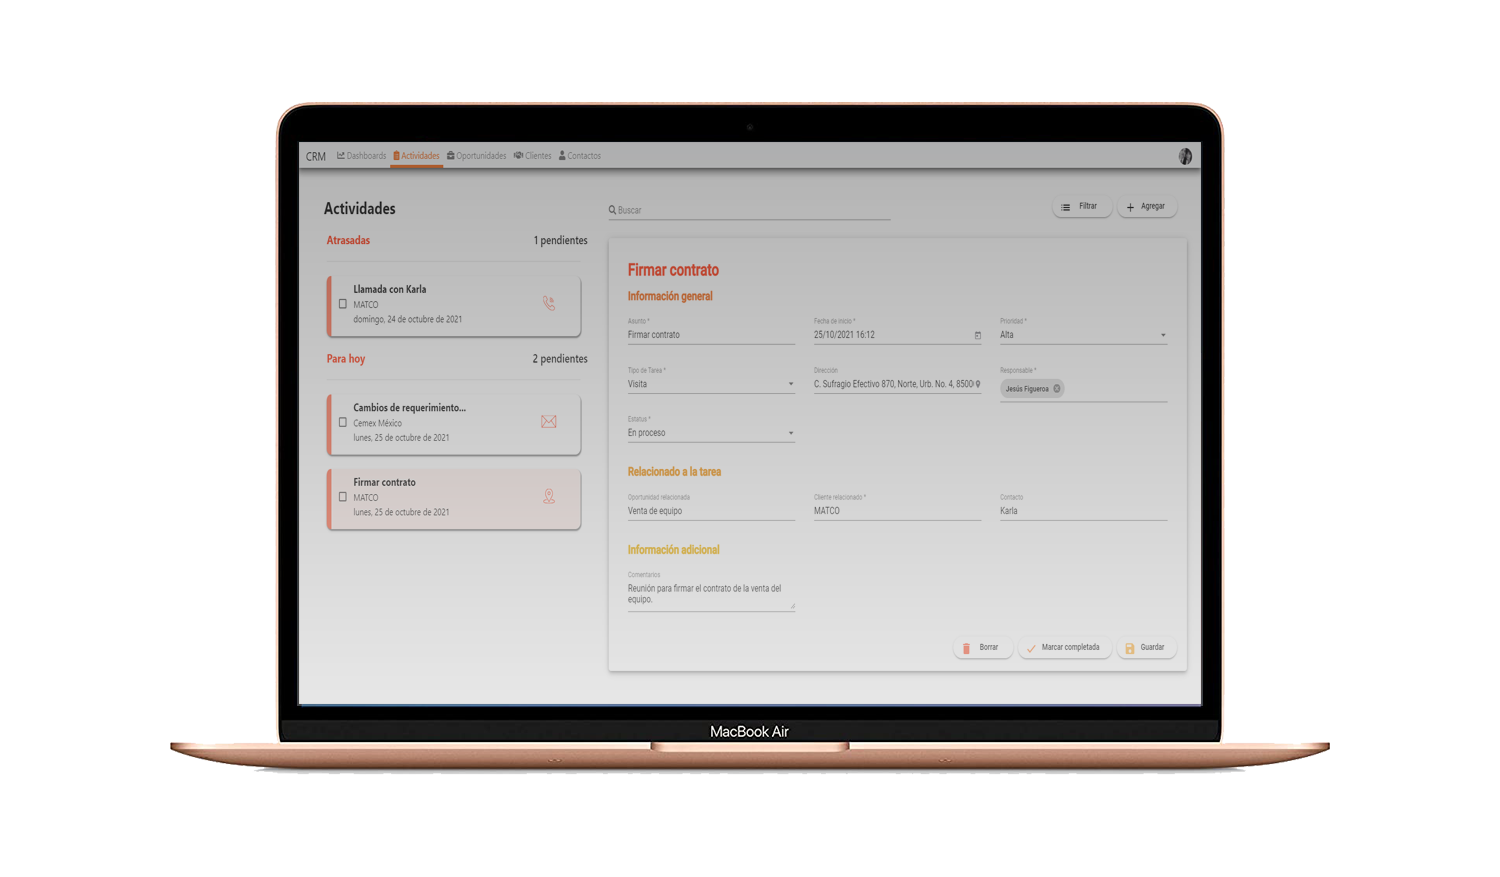 CRM Dashboards Actividades Oportunidades Clientes Contactos
Actividades
Buscar
Filtrar
Agregar
Atrasadas 1 pendientes
Llamada con Karla
MATCO
domingo, 24 de octubre de 2021
Para hoy 2 pendientes
Cambios de requerimiento...
Cemex México
lunes, 25 de octubre de 2021
Firmar contrato
MATCO
lunes, 25 de octubre de 2021
Firmar contrato
Información general
Asunto * Fecha de inicio * Prioridad *
Firmar contrato 25/10/2021 16:12 Alta
Tipo de Tarea * Dirección Responsable *
Visita C. Sufragio Efectivo 870, Norte, Urb. No. 4, 8500 Jesús Figueroa
Estatus *
En proceso
Relacionado a la tarea
Oportunidad relacionada Cliente relacionado * Contacto
Venta de equipo MATCO Karla
Información adicional
Comentarios
Reunión para firmar el contrato de la venta del
equipo.
Borrar Marcar completada Guardar
MacBook Air